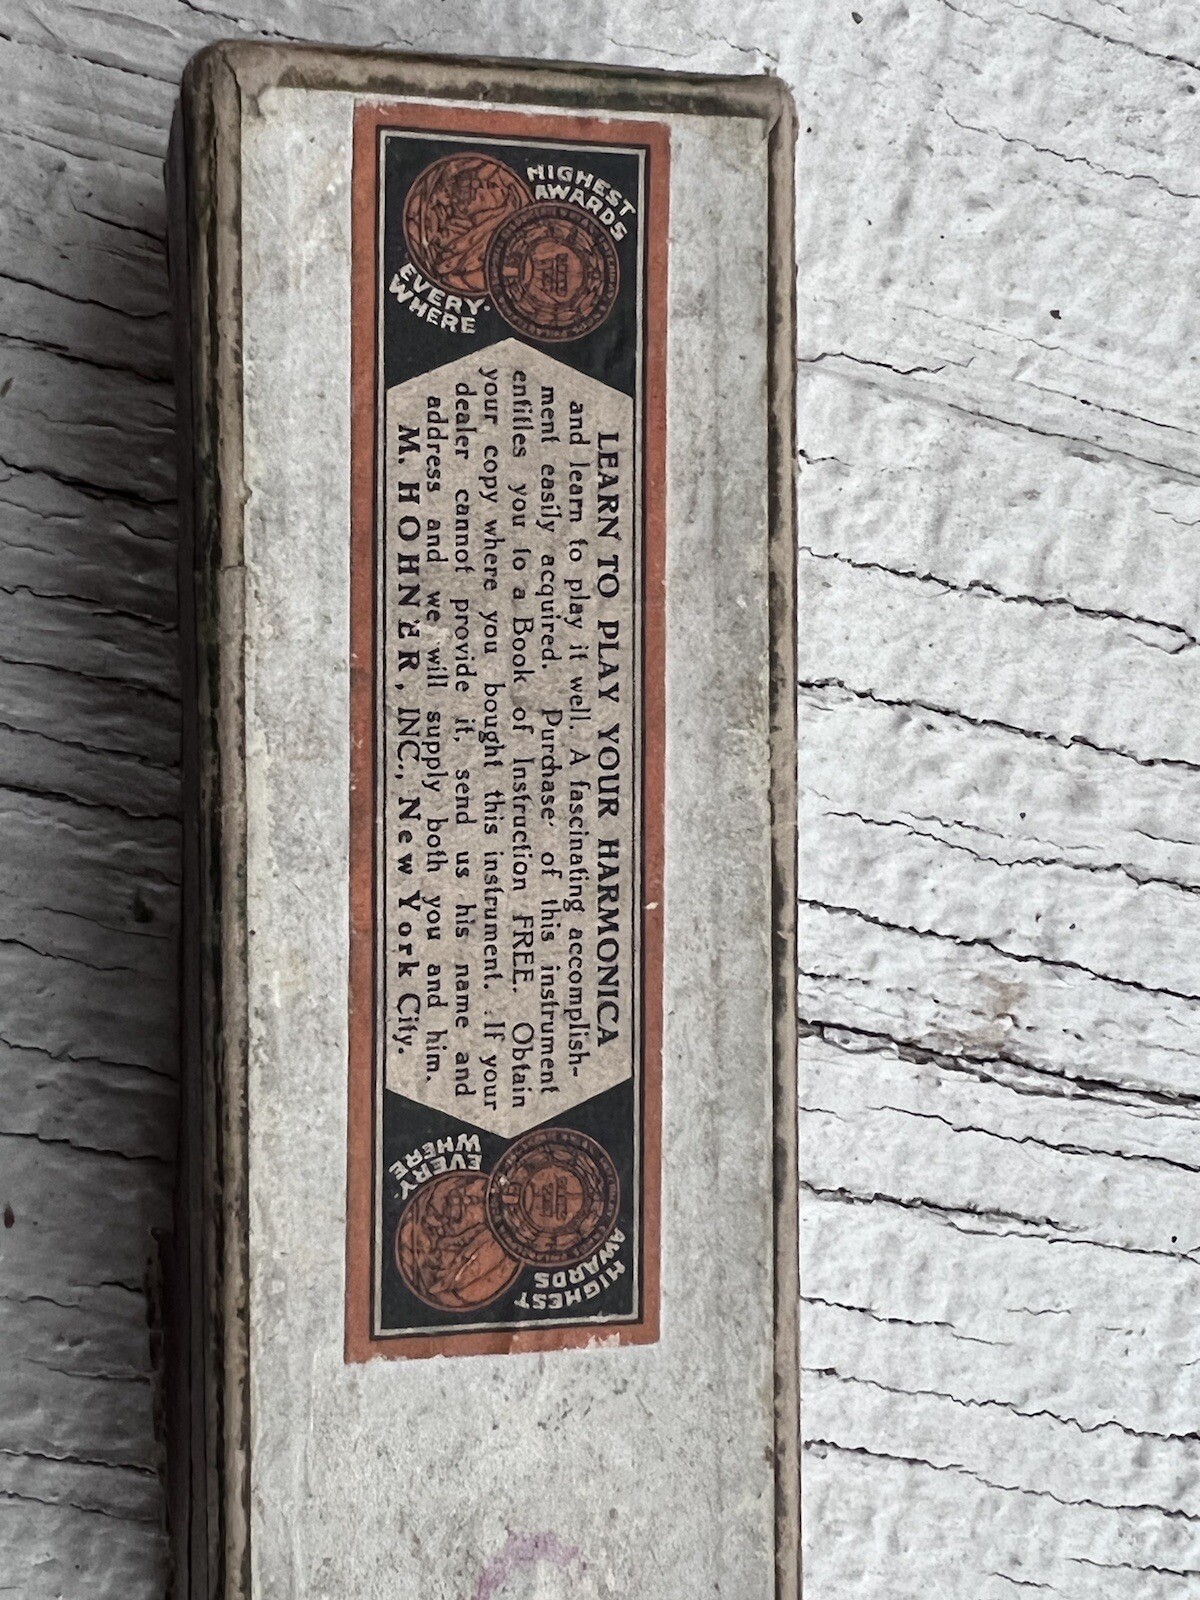 HIGHEST
AWARDS
EVERY-
WHERE
LEARN TO PLAY YOUR HARMONICA
and learn to play it well. A fascinating accomplish-
ment easily acquired. Purchase of this instrument
entitles you to a Book of Instruction FREE. Obtain
your copy where you bought this instrument. If your
dealer cannot provide it, send us his name and
address and we will supply both you and him.
M. HOHNER, INC., New York City.
HIGHEST
AWARDS
EVERY-
WHERE